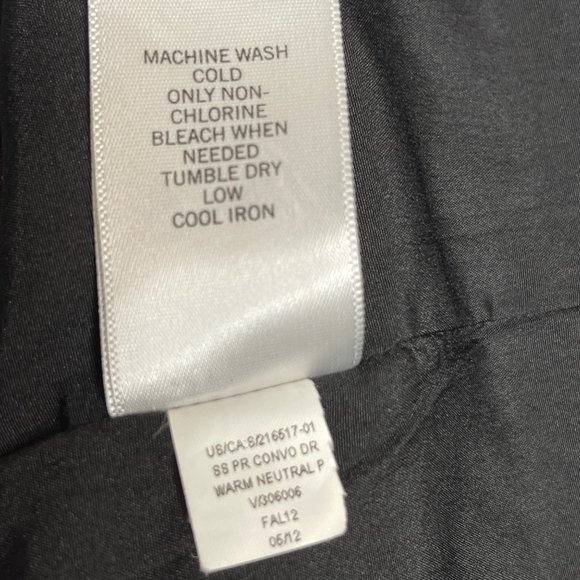 MACHINE WASH
COLD
ONLY NON-
CHLORINE
BLEACH WHEN
NEEDED
TUMBLE DRY
LOW
COOL IRON
US/CA:8/216517-01
SS PR CONVO DR
WARM NEUTRAL P
V/306006
FAL12
05/12